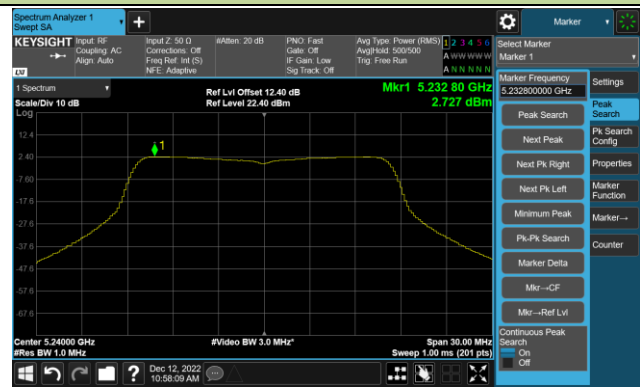 Spectrum Analyzer 1
Swept SA
+
Marker
KEYSIGHT
Input: RF
Coupling: AC
Align: Auto
Input Z: 50 Ω
Corrections: Off
Freq Ref: Int (S)
NFE: Adaptive
#Atten: 20 dB
PNO: Fast
Gate: Off
IF Gain: Low
Sig Track: Off
Avg Type: Power (RMS)
Avg|Hold: 500/500
Trig: Free Run
1 2 3 4 5 6
A W W W W W
A N N N N N
LXI
Select Marker
Marker 1
1 Spectrum
Scale/Div 10 dB
Log
Ref Lvl Offset 12.40 dB
Ref Level 22.40 dBm
Mkr1 5.232 80 GHz
2.727 dBm
1
12.4
2.40
-7.60
-17.6
-27.6
-37.6
-47.6
-57.6
-67.6
Center 5.24000 GHz
#Res BW 1.0 MHz
#Video BW 3.0 MHz*
Span 30.00 MHz
Sweep 1.00 ms (201 pts)
Marker Frequency
5.232800000 GHz
Peak Search
Next Peak
Next Pk Right
Next Pk Left
Minimum Peak
Pk-Pk Search
Marker Delta
Mkr→CF
Mkr→Ref Lvl
Continuous Peak
Search
On
Off
Settings
Peak
Search
Pk Search
Config
Properties
Marker
Function
Marker→
Counter
?
Dec 12, 2022
10:58:09 AM